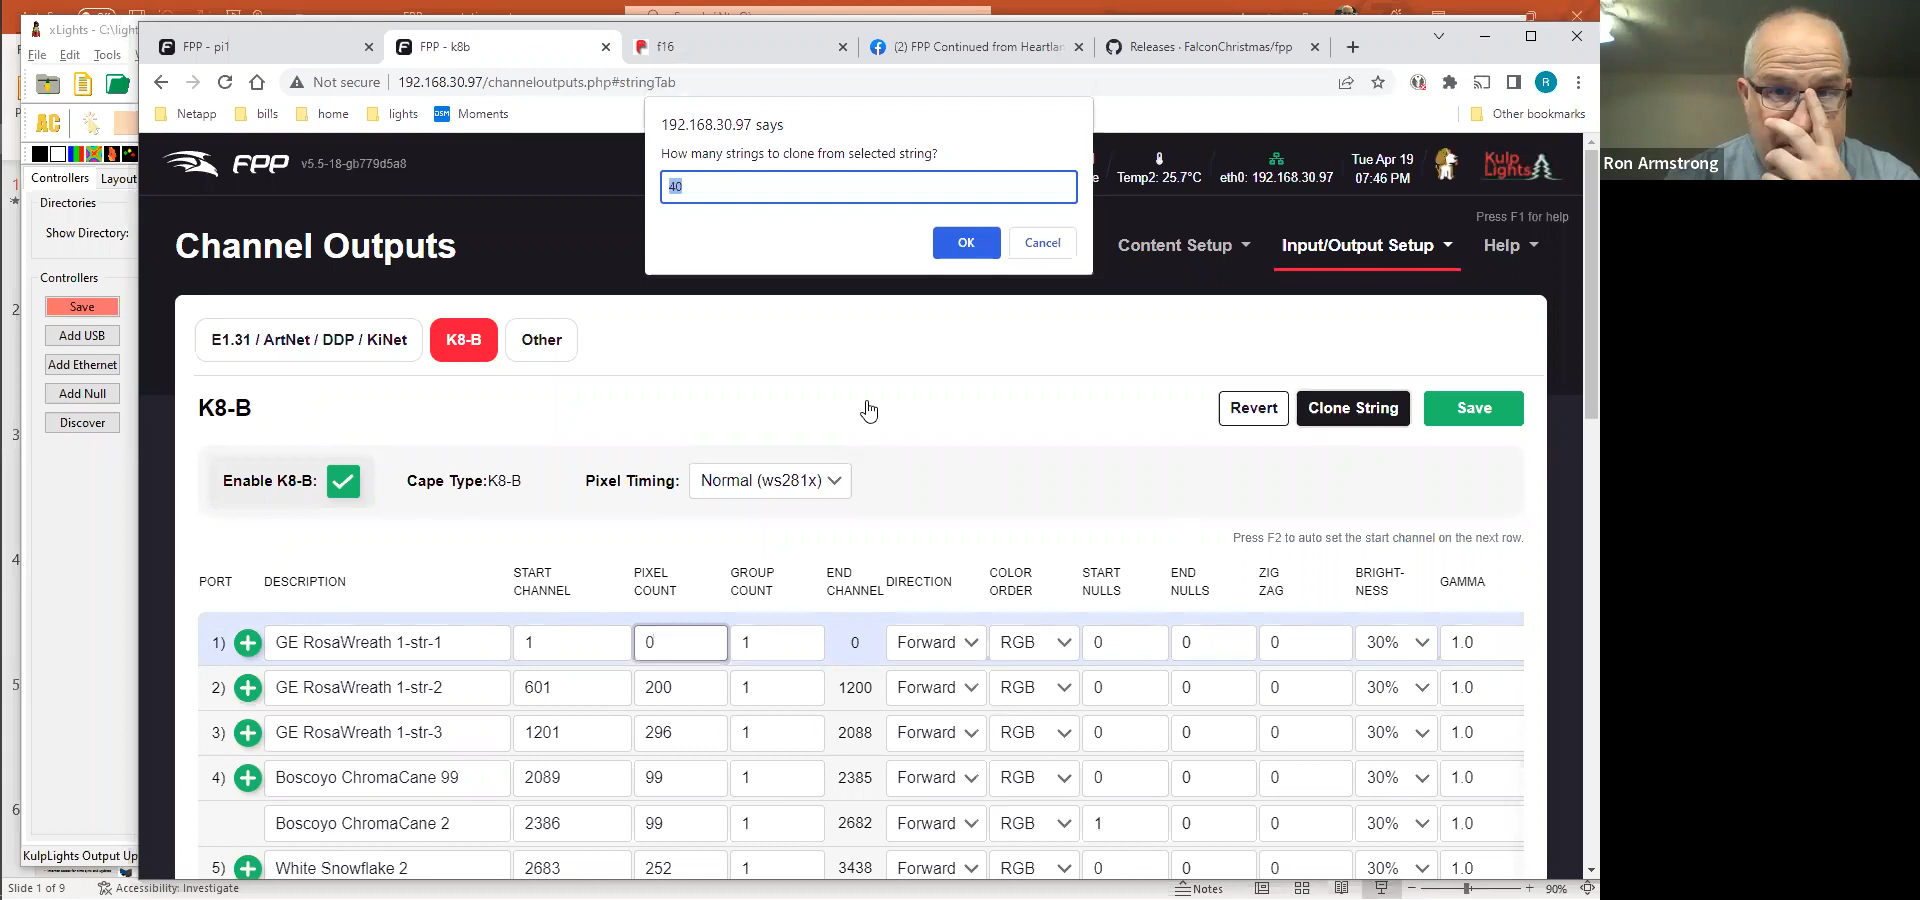 xLights - C:\light
File Edit Tools
AC
Controllers Layout
Directories
Show Directory:
Controllers
Save
Add USB
Add Ethernet
Add Null
Discover
KulpLights Output Up
FPP - pi1
FPP - k8b
f16
(2) FPP Continued from Heartlan
Releases · FalconChristmas/fpp
Not secure 192.168.30.97/channeloutputs.php#stringTab
R
Netapp bills home lights DSM Moments Other bookmarks
192.168.30.97 says
How many strings to clone from selected string?
40
OK Cancel
FPP v5.5-18-gb779d5a8
Temp2: 25.7°C
eth0: 192.168.30.97
Tue Apr 19
07:46 PM
Kulp
Lights
Press F1 for help
Channel Outputs
Content Setup Input/Output Setup Help
E1.31 / ArtNet / DDP / KiNet K8-B Other
K8-B
Revert Clone String Save
Enable K8-B: Cape Type:K8-B Pixel Timing: Normal (ws281x)
Press F2 to auto set the start channel on the next row.
PORT DESCRIPTION START CHANNEL PIXEL COUNT GROUP COUNT END CHANNEL DIRECTION COLOR ORDER START NULLS END NULLS ZIG ZAG BRIGHT-NESS GAMMA
1) GE RosaWreath 1-str-1 1 0 1 0 Forward RGB 0 0 0 30% 1.0
2) GE RosaWreath 1-str-2 601 200 1 1200 Forward RGB 0 0 0 30% 1.0
3) GE RosaWreath 1-str-3 1201 296 1 2088 Forward RGB 0 0 0 30% 1.0
4) Boscoyo ChromaCane 99 2089 99 1 2385 Forward RGB 0 0 0 30% 1.0
Boscoyo ChromaCane 2 2386 99 1 2682 Forward RGB 1 0 0 30% 1.0
5) White Snowflake 2 2683 252 1 3438 Forward RGB 0 0 0 30% 1.0
1
2
3
4
5
6
Slide 1 of 9 Accessibility: Investigate Notes 90%
Ron Armstrong